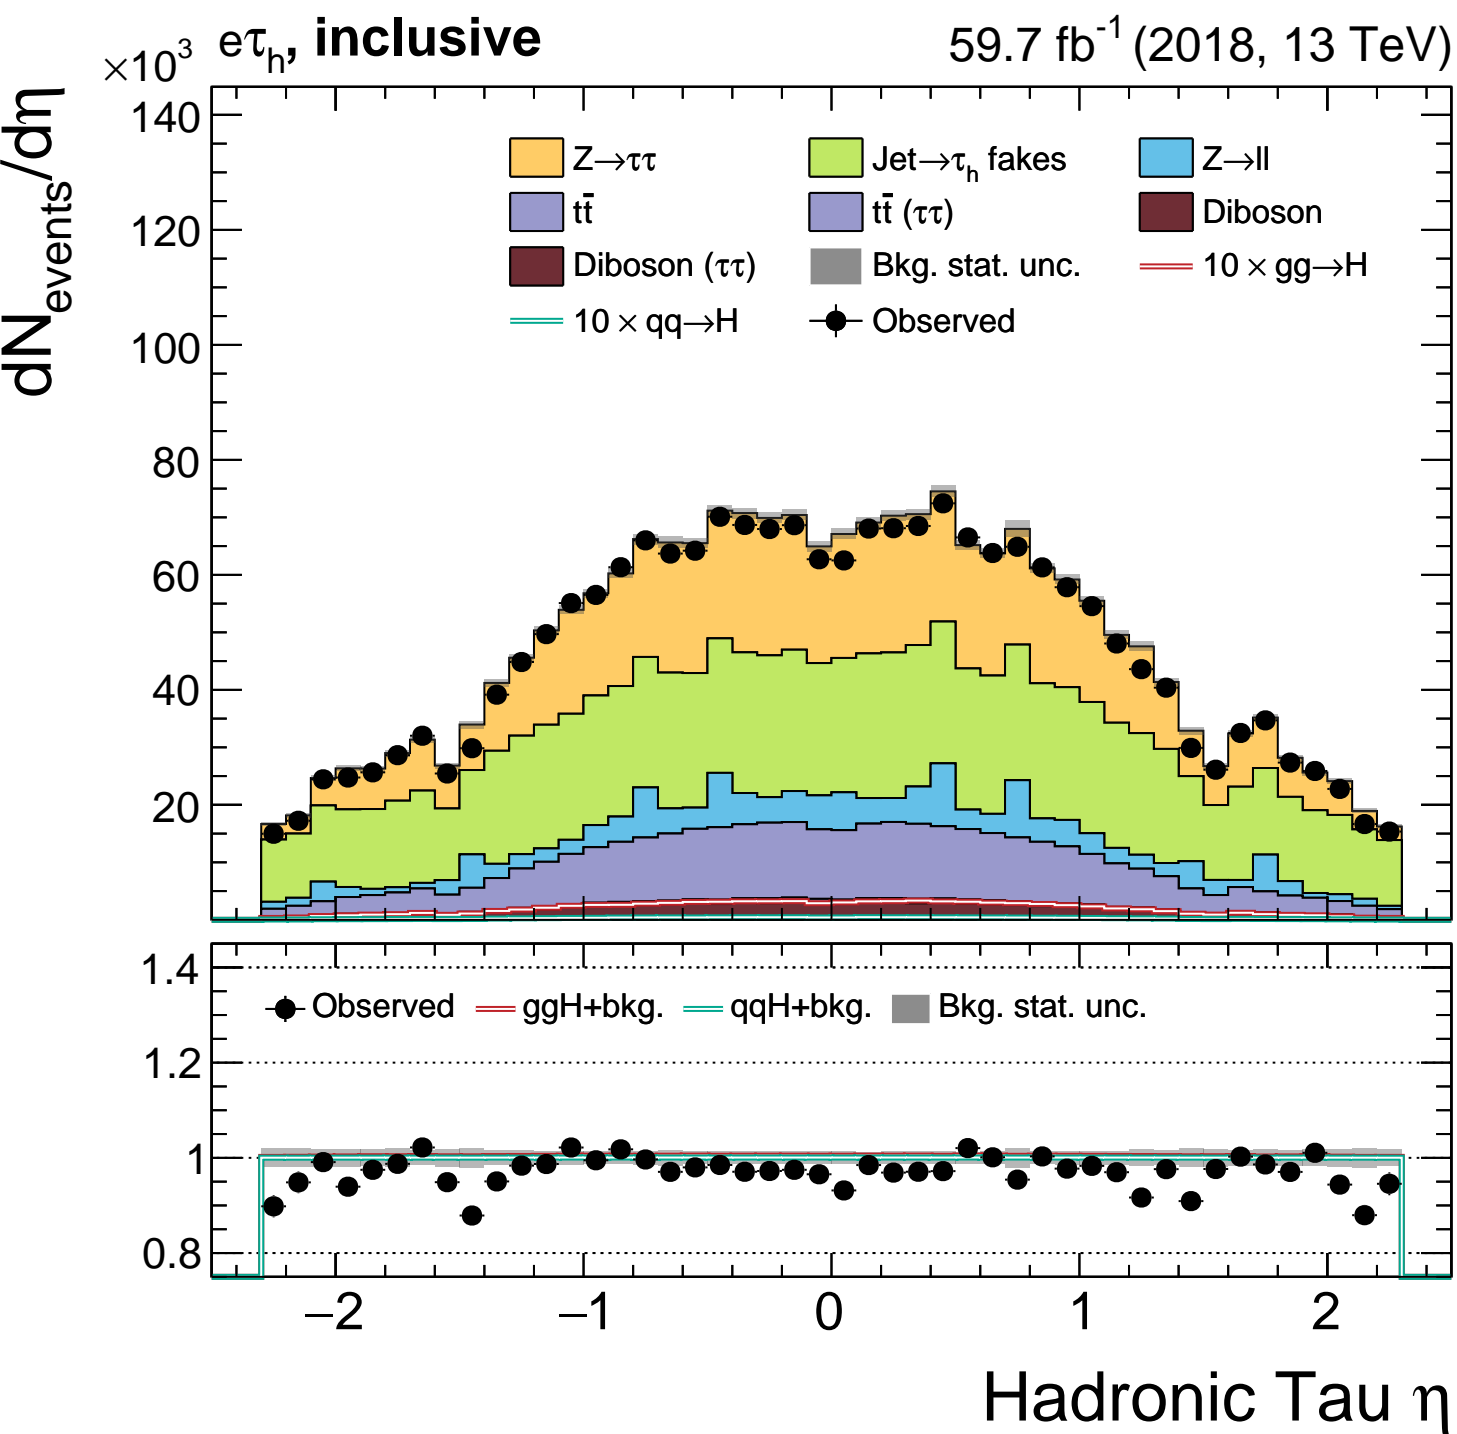 ×10³ eτₕ, inclusive 59.7 fb⁻¹ (2018, 13 TeV)
dN_events/dη
140
120
100
80
60
40
20
Z→ττ Jet→τₕ fakes Z→ll
tt̄ tt̄ (ττ) Diboson
Diboson (ττ) Bkg. stat. unc. 10 × gg→H
10 × qq→H Observed
1.4
1.2
1
0.8
Observed ggH+bkg. qqH+bkg. Bkg. stat. unc.
−2 −1 0 1 2
Hadronic Tau η